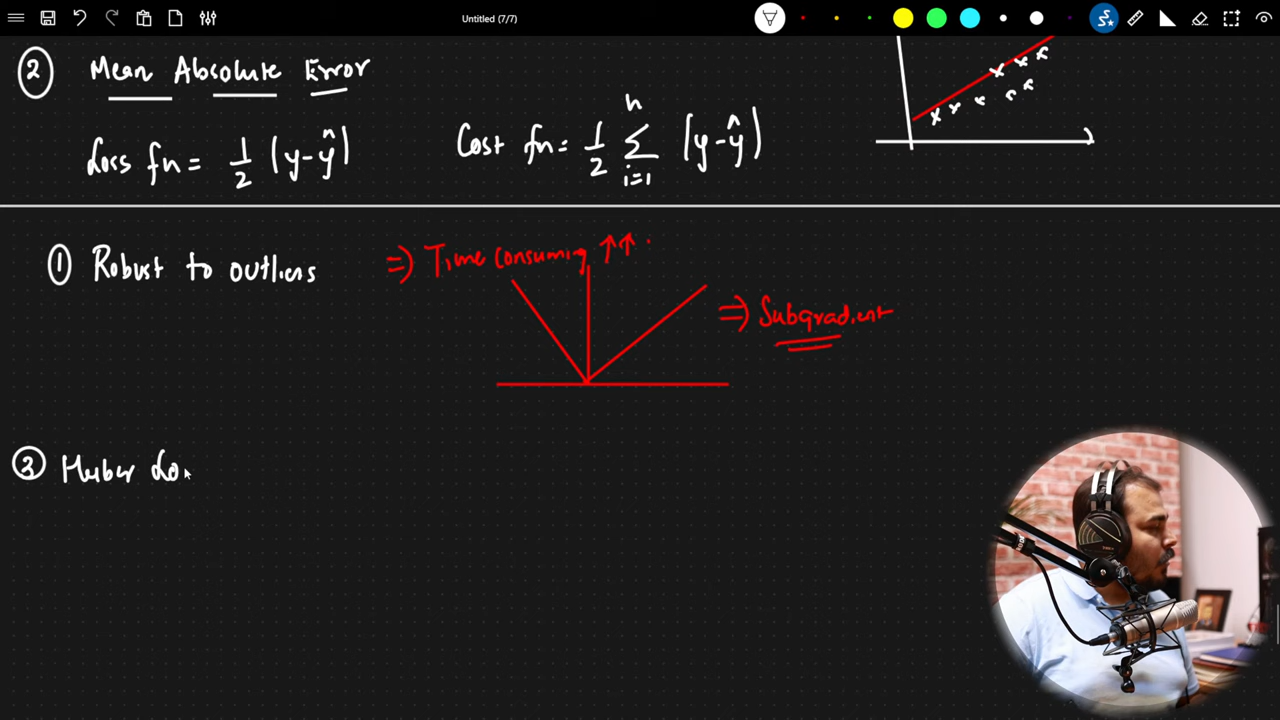 Untitled (7/7)
② Mean Absolute Error
Loss fn = 1/2 |y-ŷ|
Cost fn = 1/2 n∑i=1 |y-ŷ|
① Robust to outliers
=) Time Consuming ↑↑
=) Subgradient
③ Huber Lo